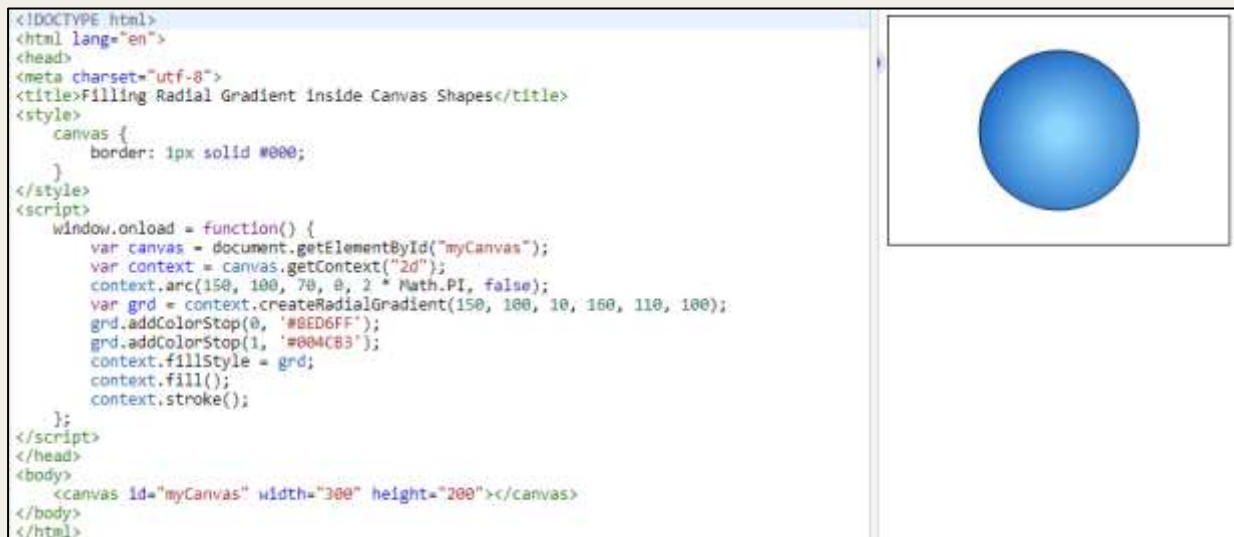 <!DOCTYPE html>
<html lang="en">
<head>
<meta charset="utf-8">
<title>Filling Radial Gradient inside Canvas Shapes</title>
<style>
    canvas {
        border: 1px solid #000;
    }
</style>
<script>
    window.onload = function() {
        var canvas = document.getElementById("myCanvas");
        var context = canvas.getContext("2d");
        context.arc(150, 100, 70, 0, 2 * Math.PI, false);
        var grd = context.createRadialGradient(150, 100, 10, 160, 110, 100);
        grd.addColorStop(0, '#8ED6FF');
        grd.addColorStop(1, '#004CB3');
        context.fillStyle = grd;
        context.fill();
        context.stroke();
    };
</script>
</head>
<body>
    <canvas id="myCanvas" width="300" height="200"></canvas>
</body>
</html>